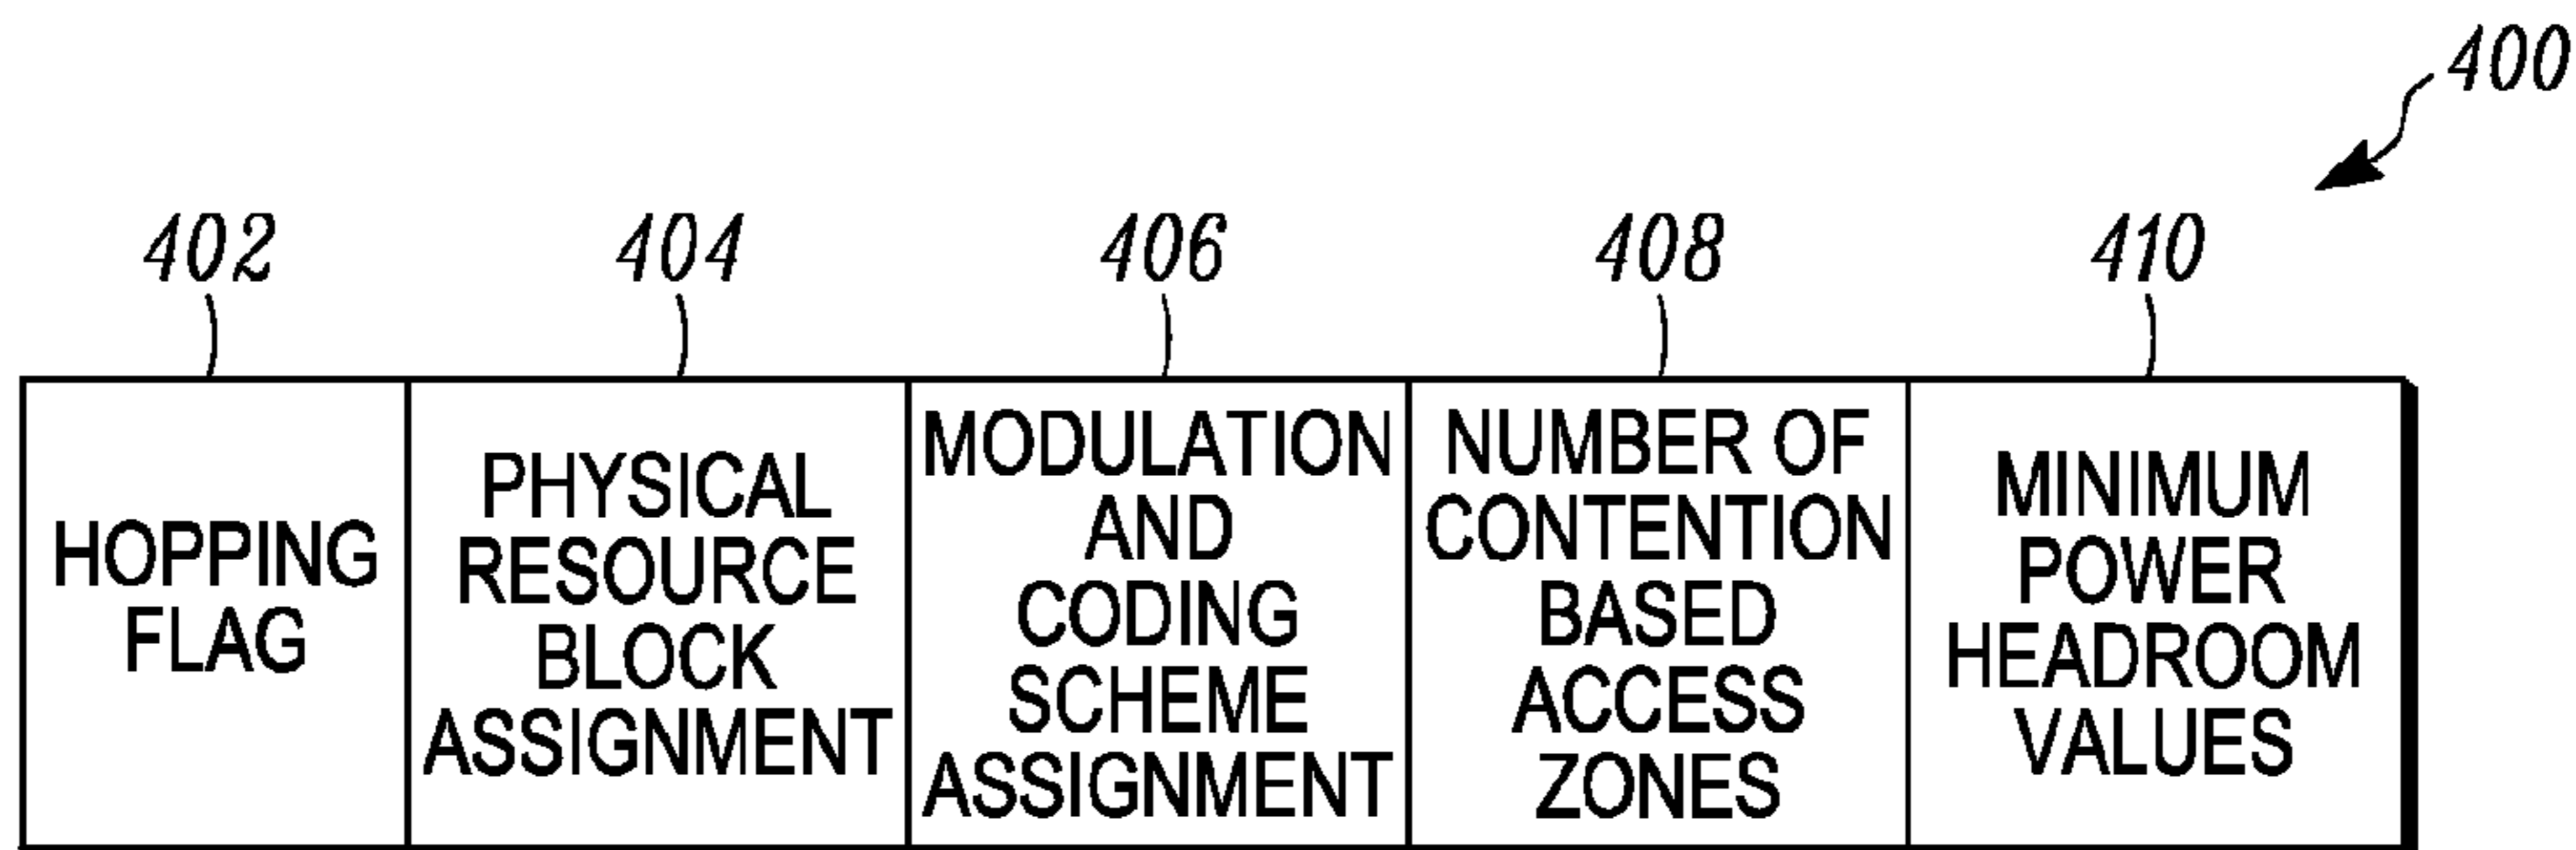 400
402
404
406
408
410
HOPPING
FLAG
PHYSICAL
RESOURCE
BLOCK
ASSIGNMENT
MODULATION
AND
CODING
SCHEME
ASSIGNMENT
NUMBER OF
CONTENTION
BASED
ACCESS
ZONES
MINIMUM
POWER
HEADROOM
VALUES